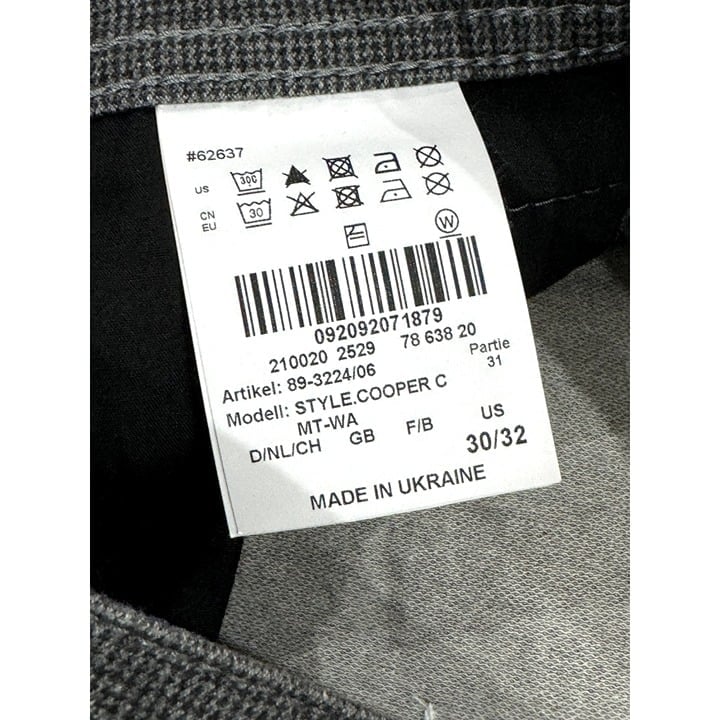 #62637
US 30C
CN EU 30
W
092092071879
210020 2529 78 638 20
Artikel: 89-3224/06 Partie 31
Modell: STYLE.COOPER C
MT-WA
D/NL/CH GB F/B US
30/32
MADE IN UKRAINE